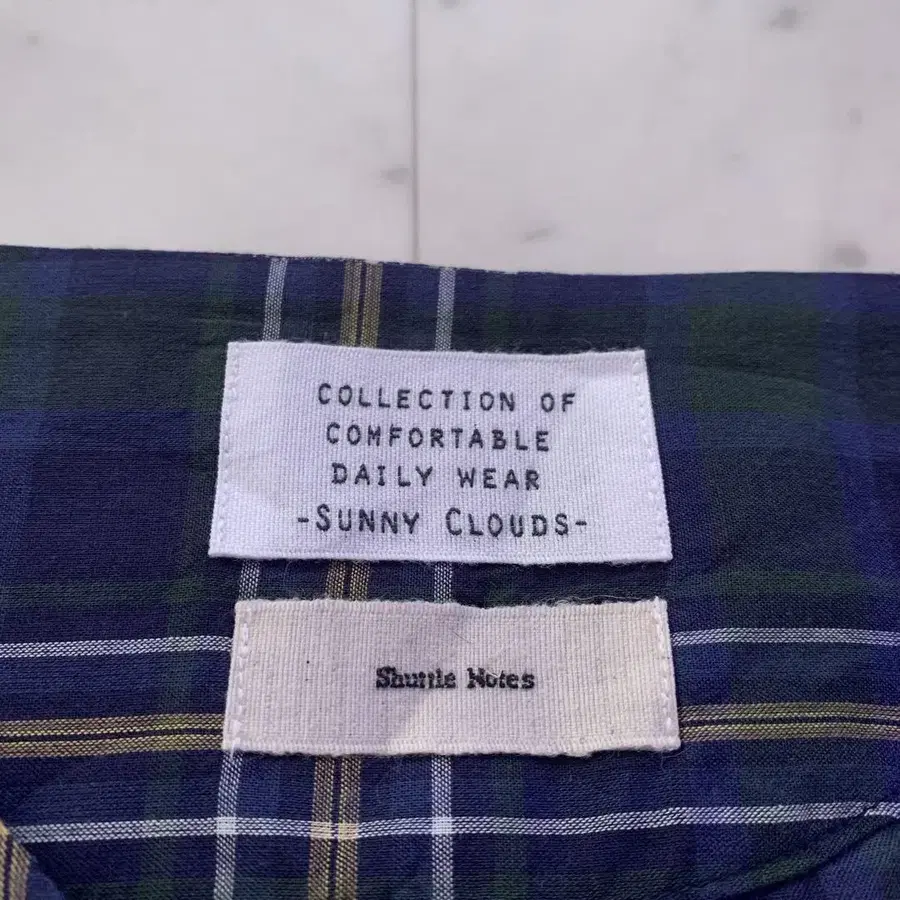 COLLECTION OF
COMFORTABLE
DAILY WEAR
-SUNNY CLOUDS-
Shuttle Notes